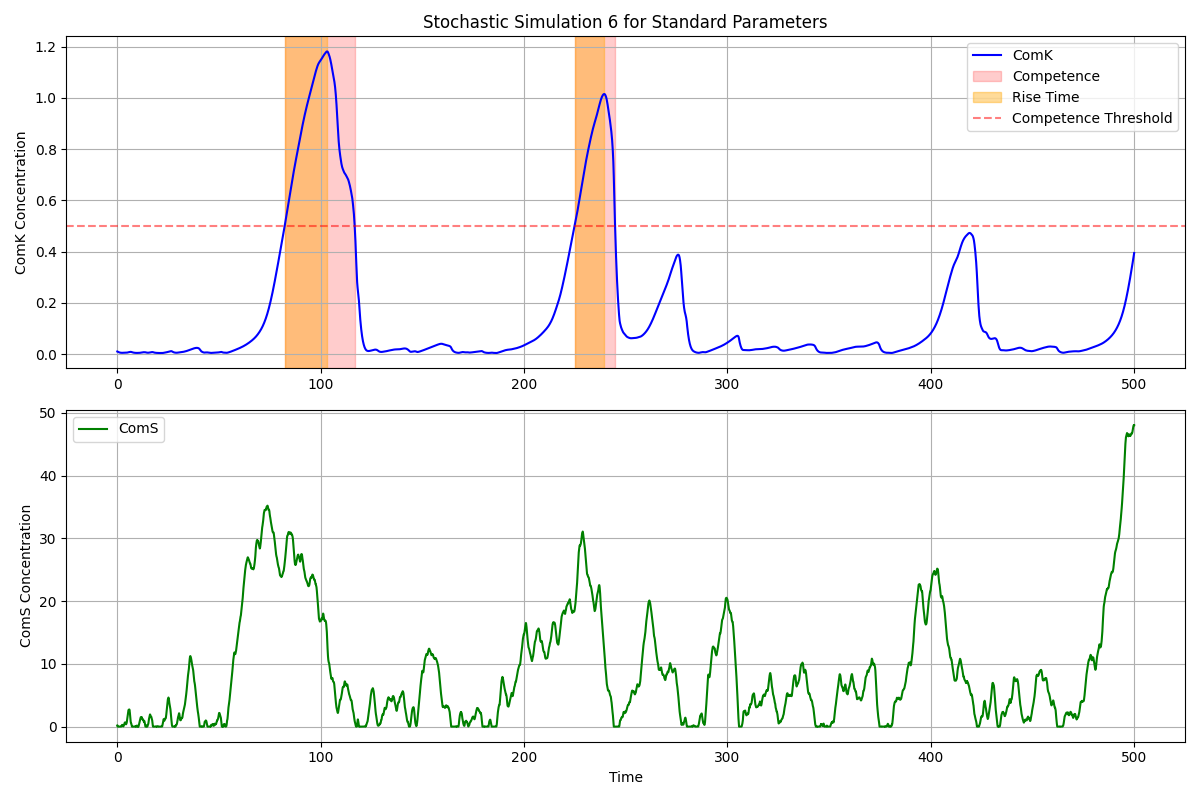 Stochastic Simulation 6 for Standard Parameters
ComK Concentration
1.2
1.0
0.8
0.6
0.4
0.2
0.0
ComK
Competence
Rise Time
Competence Threshold
0 100 200 300 400 500
ComS Concentration
50
40
30
20
10
0
ComS
0 100 200 300 400 500
Time